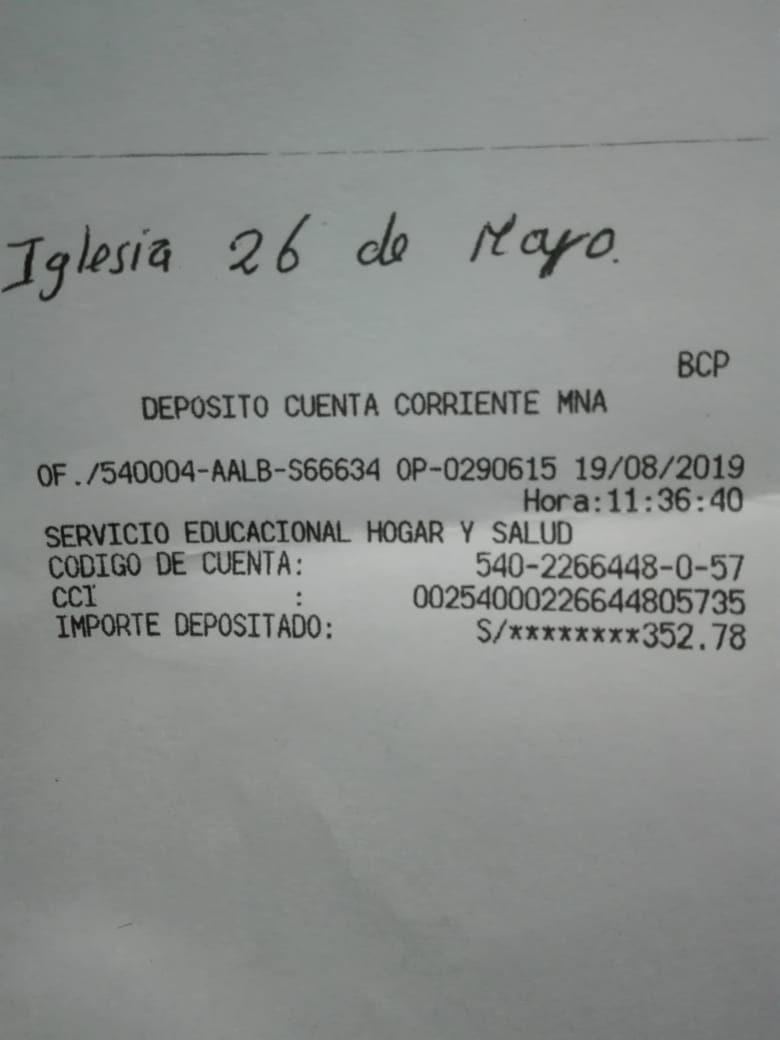 Iglesia 26 de Mayo.
BCP
DEPOSITO CUENTA CORRIENTE MNA
OF./540004-AALB-S66634 OP-0290615 19/08/2019
Hora:11:36:40
SERVICIO EDUCACIONAL HOGAR Y SALUD
CODIGO DE CUENTA: 540-2266448-0-57
CCI : 00254000226644805735
IMPORTE DEPOSITADO: S/********352.78